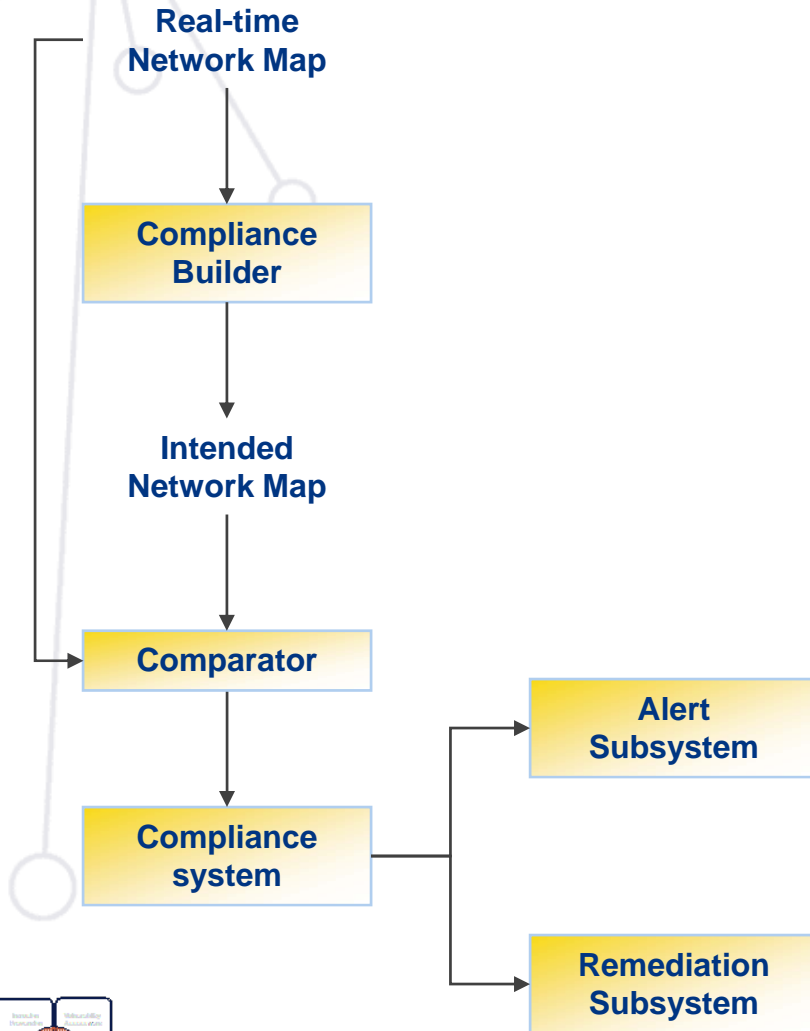 Real-time
Network Map
Compliance
Builder
Intended
Network Map
Comparator
Alert
Subsystem
Compliance
system
Remediation
Subsystem